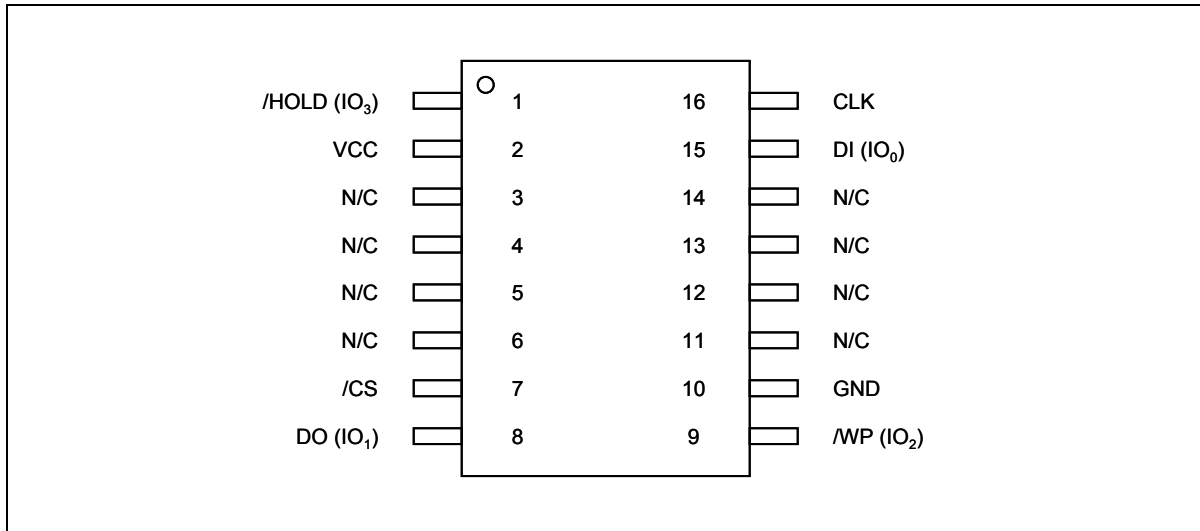 /HOLD (IO₃) 1 16 CLK
VCC 2 15 DI (IO₀)
N/C 3 14 N/C
N/C 4 13 N/C
N/C 5 12 N/C
N/C 6 11 N/C
/CS 7 10 GND
DO (IO₁) 8 9 /WP (IO₂)